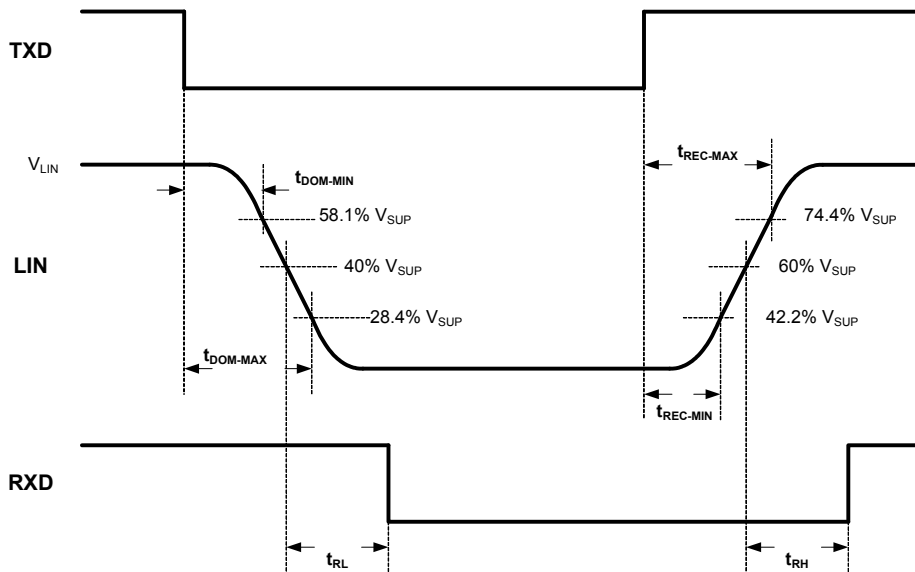 TXD
V_LIN
t_DOM-MIN
t_REC-MAX
58.1% V_SUP
74.4% V_SUP
LIN
40% V_SUP
60% V_SUP
28.4% V_SUP
42.2% V_SUP
t_DOM-MAX
t_REC-MIN
RXD
t_RL
t_RH